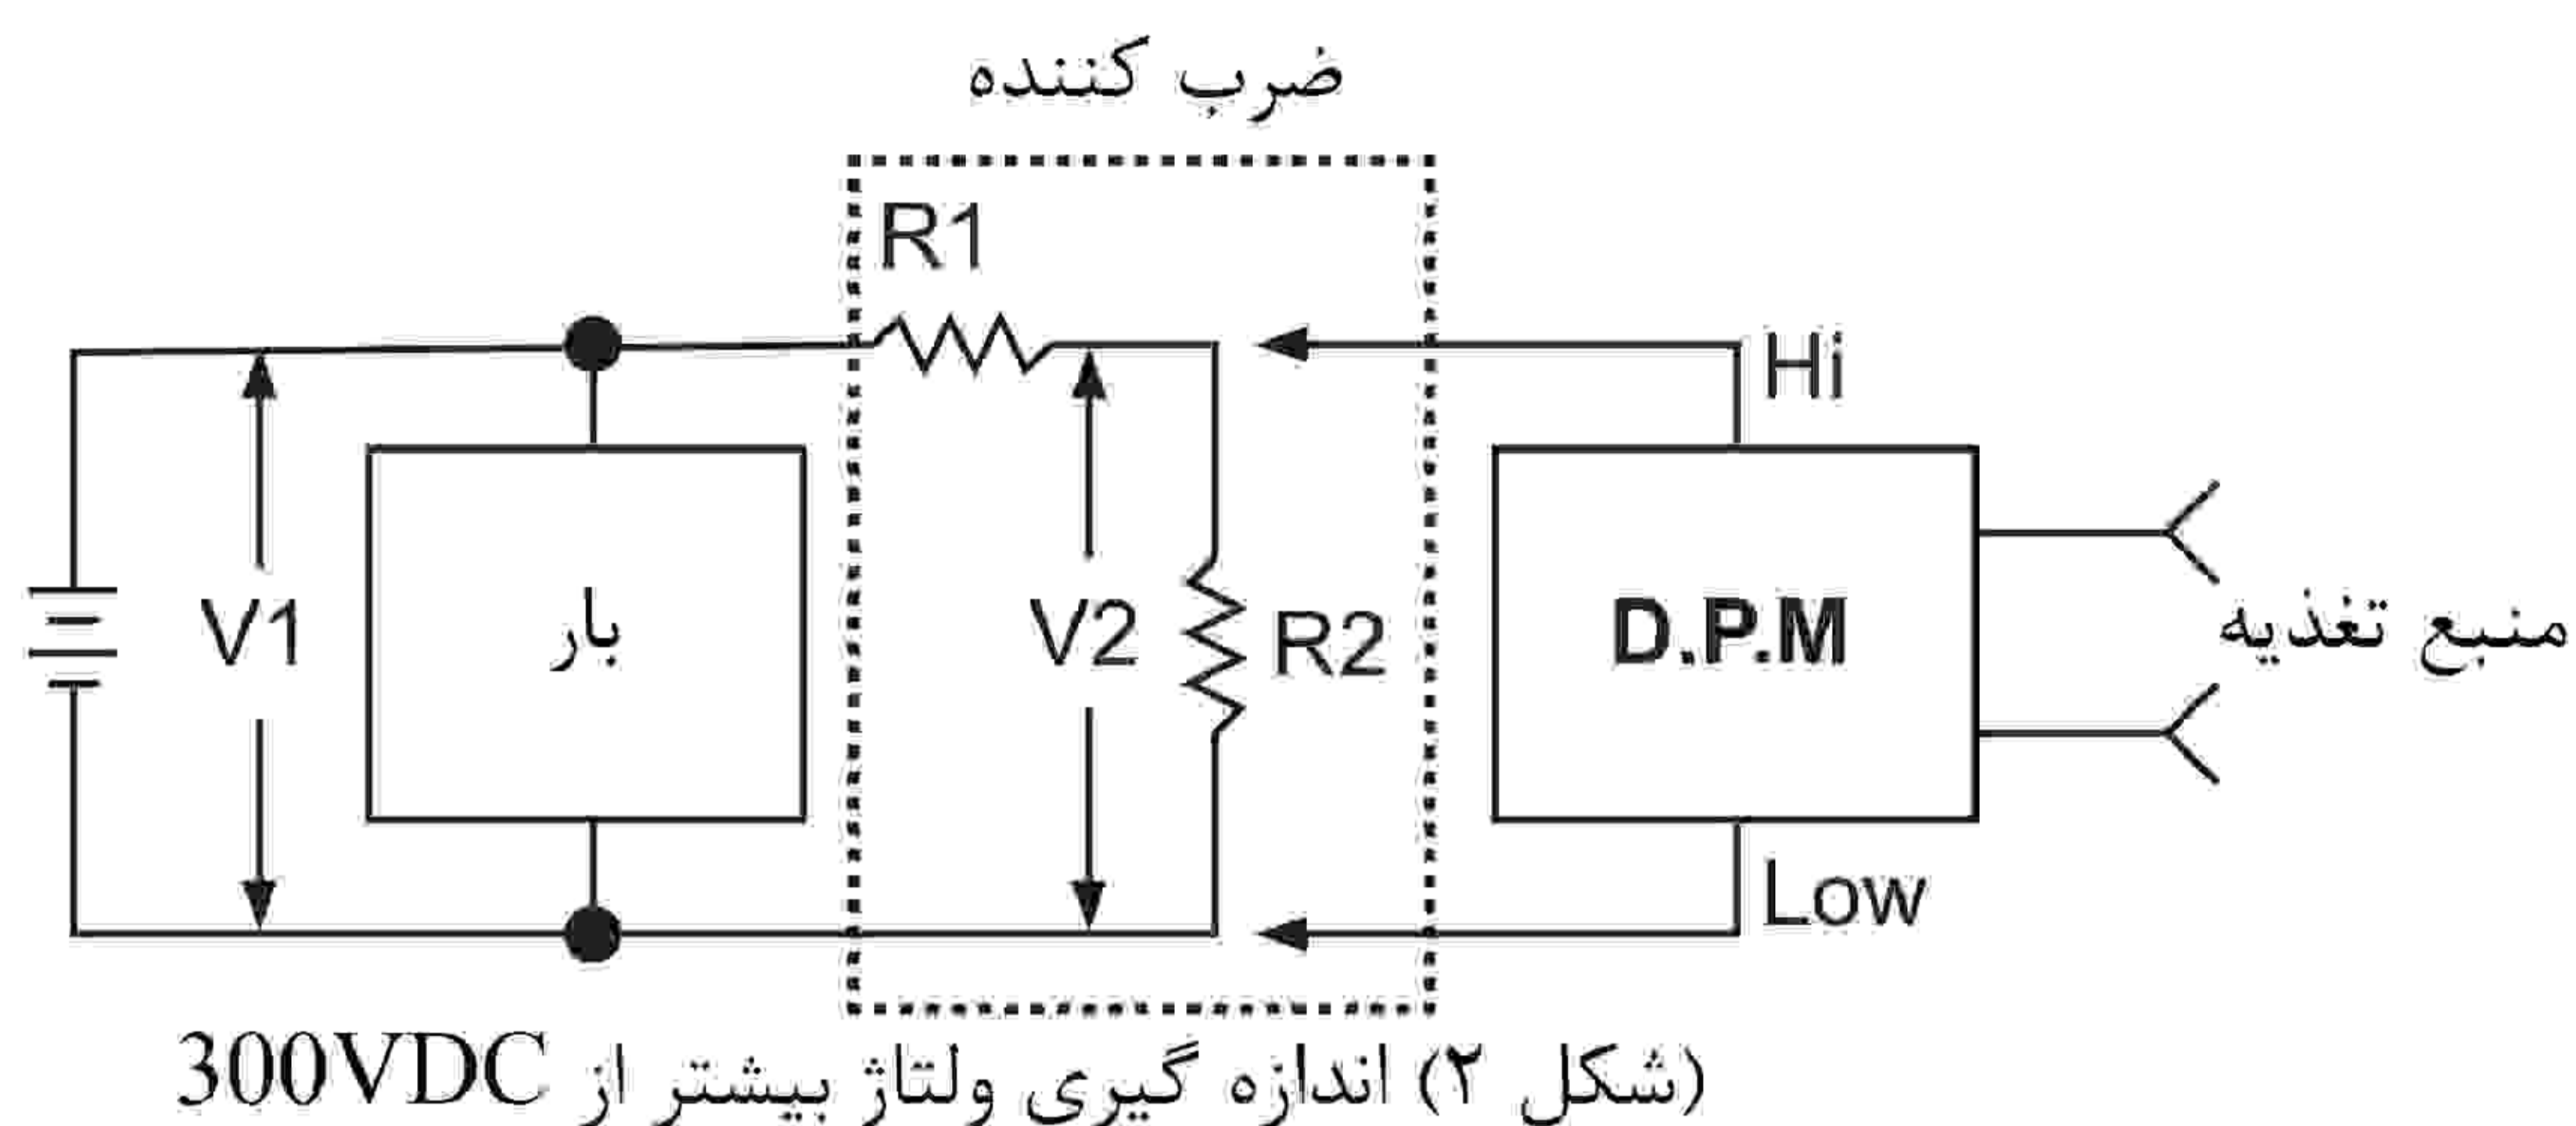 ضرب کننده
R1
Hi
V1
بار
V2
R2
D.P.M
منبع تغذیه
Low
(شکل ۲) اندازه گیری ولتاژ بیشتر از 300VDC